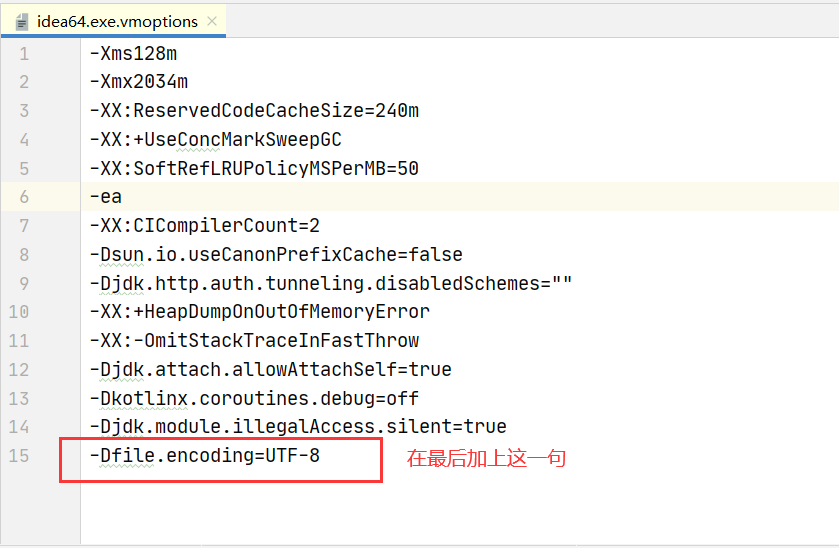 idea64.exe.vmoptions
1 -Xms128m
2 -Xmx2034m
3 -XX:ReservedCodeCacheSize=240m
4 -XX:+UseConcMarkSweepGC
5 -XX:SoftRefLRUPolicyMSPerMB=50
6 -ea
7 -XX:CICompilerCount=2
8 -Dsun.io.useCanonPrefixCache=false
9 -Djdk.http.auth.tunneling.disabledSchemes=""
10 -XX:+HeapDumpOnOutOfMemoryError
11 -XX:-OmitStackTraceInFastThrow
12 -Djdk.attach.allowAttachSelf=true
13 -Dkotlinx.coroutines.debug=off
14 -Djdk.module.illegalAccess.silent=true
15 -Dfile.encoding=UTF-8 在最后加上这一句